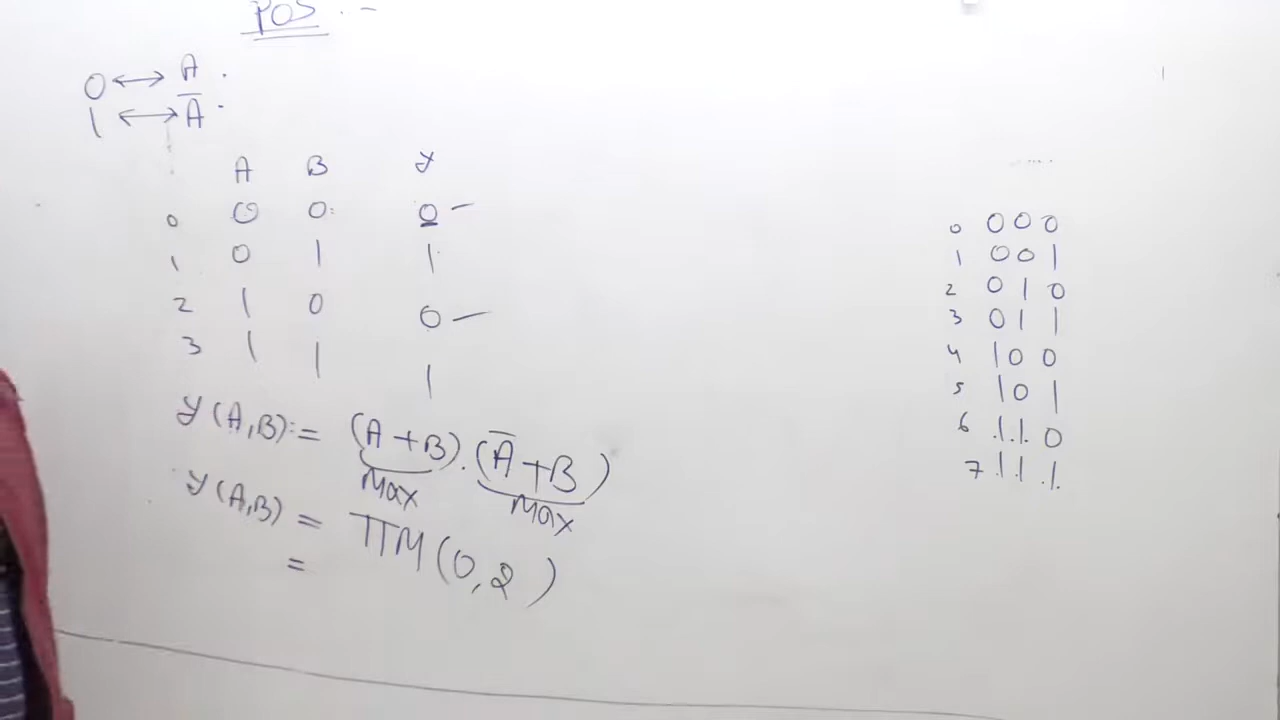 POS :-
0 ↔ A .
1 ↔ A̅ .
A B Y
0 0 0 0 –
1 0 1 1
2 1 0 0 –
3 1 1 1
Y(A,B) = (A+B).(A̅+B)
Max Max
Y(A,B) = ΠM(0,2)
=
0 0 0 0
1 0 0 1
2 0 1 0
3 0 1 1
4 1 0 0
5 1 0 1
6 1 1 0
7 1 1 1